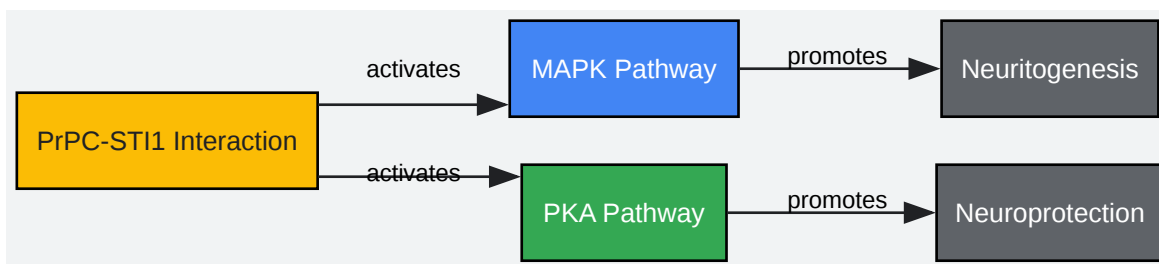 PrPC-STI1 Interaction
activates
MAPK Pathway
promotes
Neuritogenesis
activates
PKA Pathway
promotes
Neuroprotection